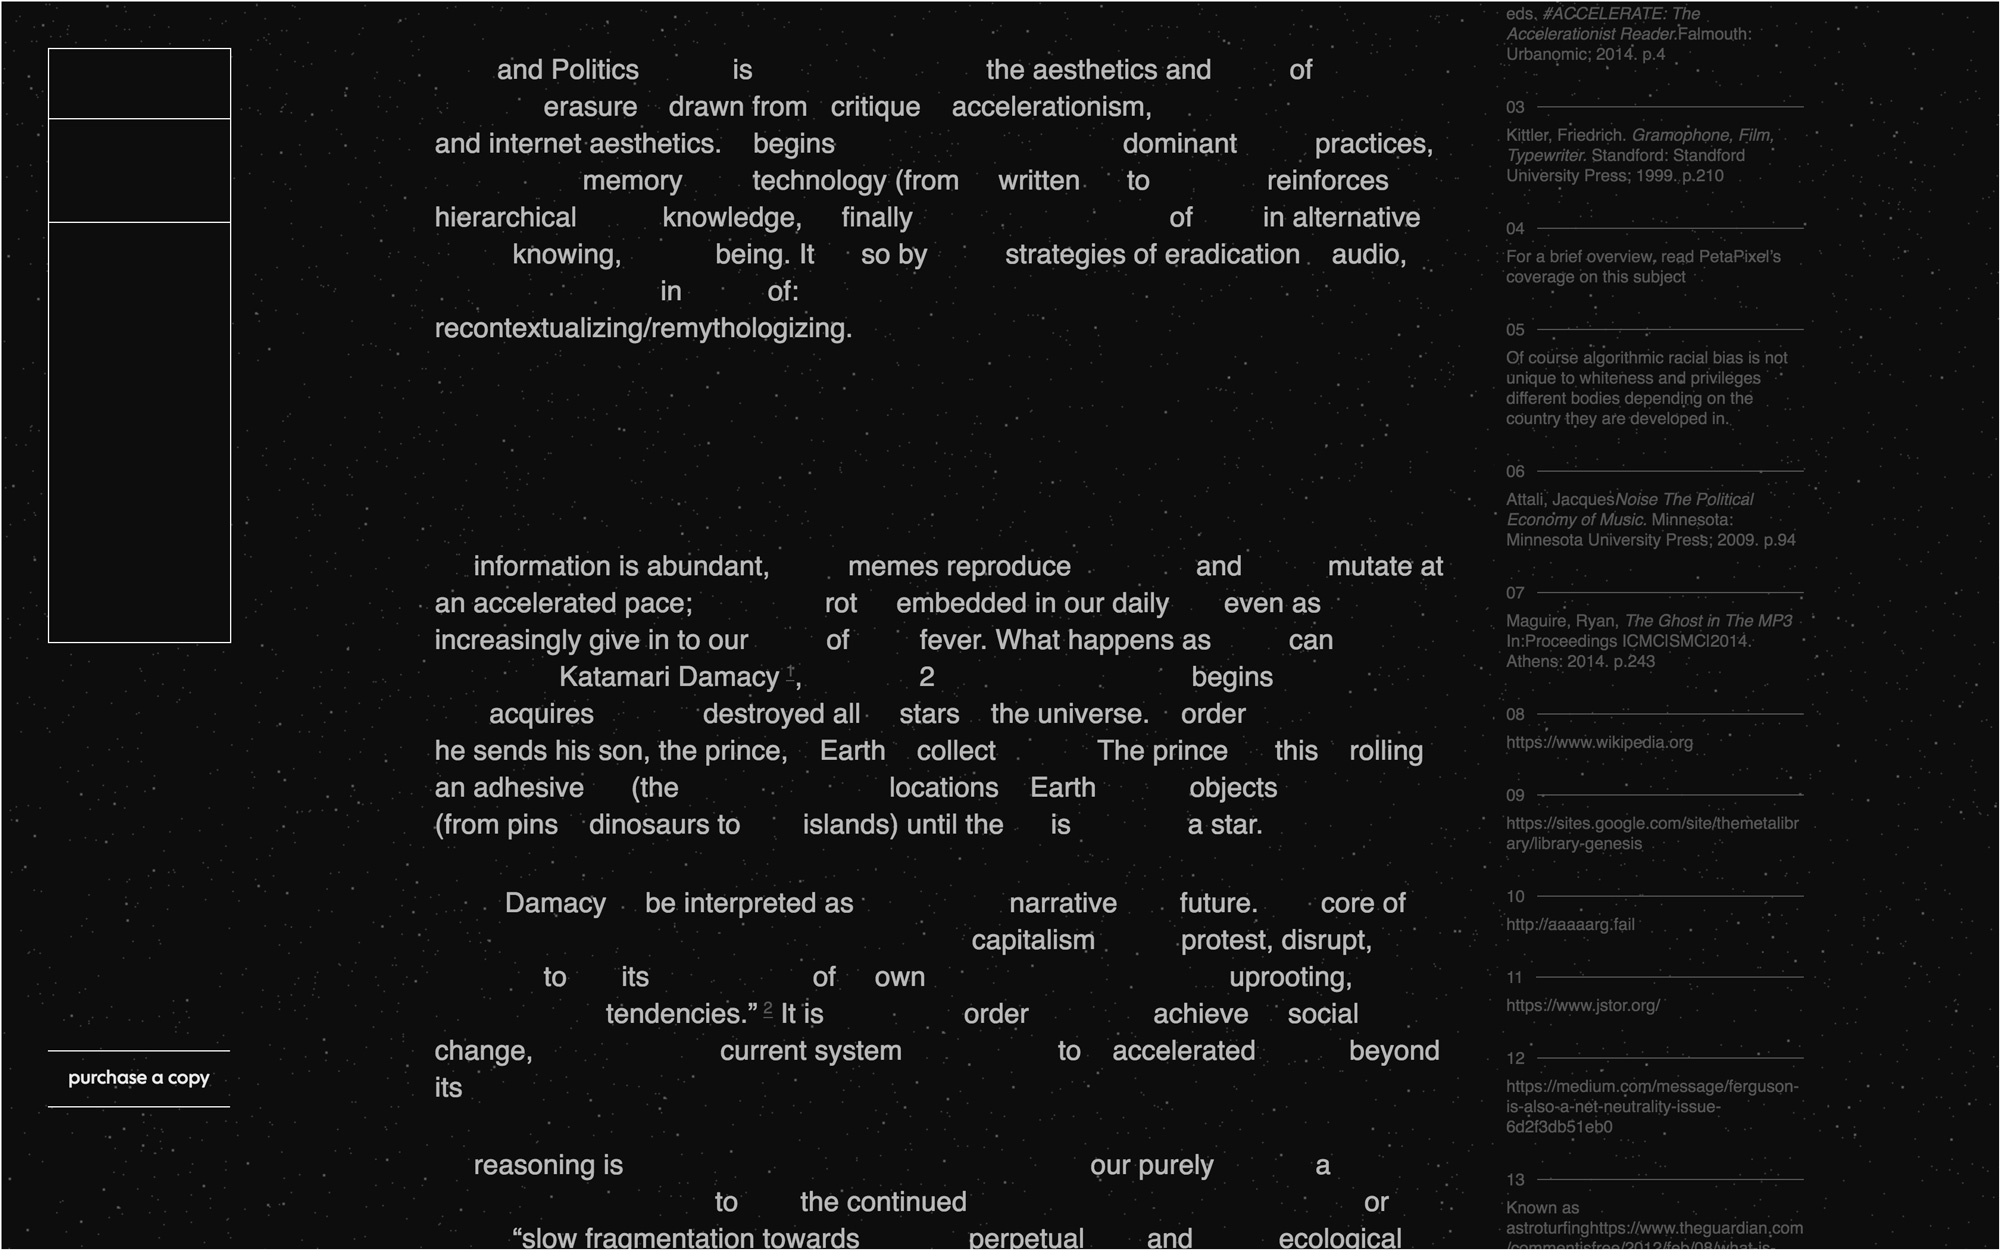 and Politics is the aesthetics and of
erasure drawn from critique accelerationism,
and internet aesthetics. begins dominant practices,
memory technology (from written to reinforces
hierarchical knowledge, finally of in alternative
knowing, being. It so by strategies of eradication audio,
in of:
recontextualizing/remythologizing.
information is abundant, memes reproduce and mutate at
an accelerated pace; rot embedded in our daily even as
increasingly give in to our of fever. What happens as can
Katamari Damacy †, 2 begins
acquires destroyed all stars the universe. order
he sends his son, the prince, Earth collect The prince this rolling
an adhesive (the locations Earth objects
(from pins dinosaurs to islands) until the is a star.
Damacy be interpreted as narrative future. core of
capitalism protest, disrupt,
to its of own uprooting,
tendencies.” 2 It is order achieve social
change, current system to accelerated beyond
its
reasoning is our purely a
to the continued or
“slow fragmentation towards perpetual and ecological
purchase a copy
eds. #ACCELERATE: The
Accelerationist Reader.Falmouth:
Urbanomic; 2014. p.4
03
Kittler, Friedrich. Gramophone, Film,
Typewriter. Standford: Standford
University Press; 1999. p.210
04
For a brief overview, read PetaPixel’s
coverage on this subject
05
Of course algorithmic racial bias is not
unique to whiteness and privileges
different bodies depending on the
country they are developed in.
06
Attali, JacquesNoise The Political
Economy of Music. Minnesota:
Minnesota University Press; 2009. p.94
07
Maguire, Ryan, The Ghost in The MP3
In:Proceedings ICMC|SMC|2014.
Athens: 2014. p.243
08
https://www.wikipedia.org
09
https://sites.google.com/site/themetalibr
ary/library-genesis
10
http://aaaaarg.fail
11
https://www.jstor.org/
12
https://medium.com/message/ferguson-
is-also-a-net-neutrality-issue-
6d2f3db51eb0
13
Known as
astroturfinghttps://www.theguardian.com
/commentisfree/2012/feb/08/what-is-